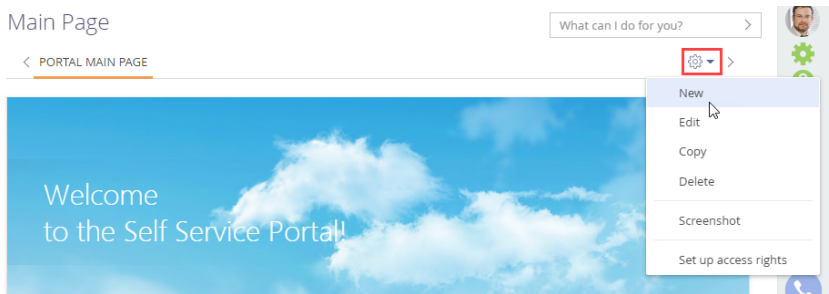 Main Page
What can I do for you?
PORTAL MAIN PAGE
New
Edit
Copy
Delete
Screenshot
Set up access rights
Welcome
to the Self Service Portal!